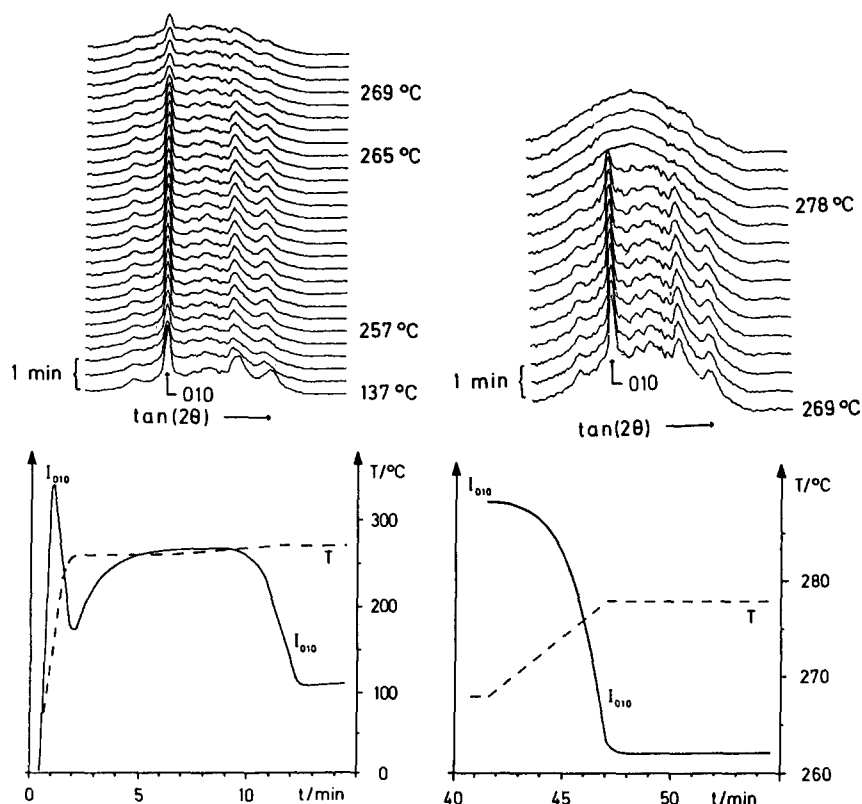 269 °C
265 °C
257 °C
1 min {
137 °C
010
tan(2θ)
278 °C
1 min {
010
269 °C
tan(2θ)
I₀₁₀
T/°C
300
T
200
I₀₁₀
100
0
0
5
10
t/min
I₀₁₀
T/°C
280
T
270
I₀₁₀
260
40
45
50
t/min